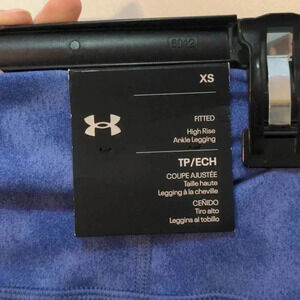 6012
XS
FITTED
High Rise
Ankle Legging
TP/ECH
COUPE AJUSTÉE
Taille haute
Legging à la cheville
CEÑIDO
Tiro alto
Leggins al tobillo